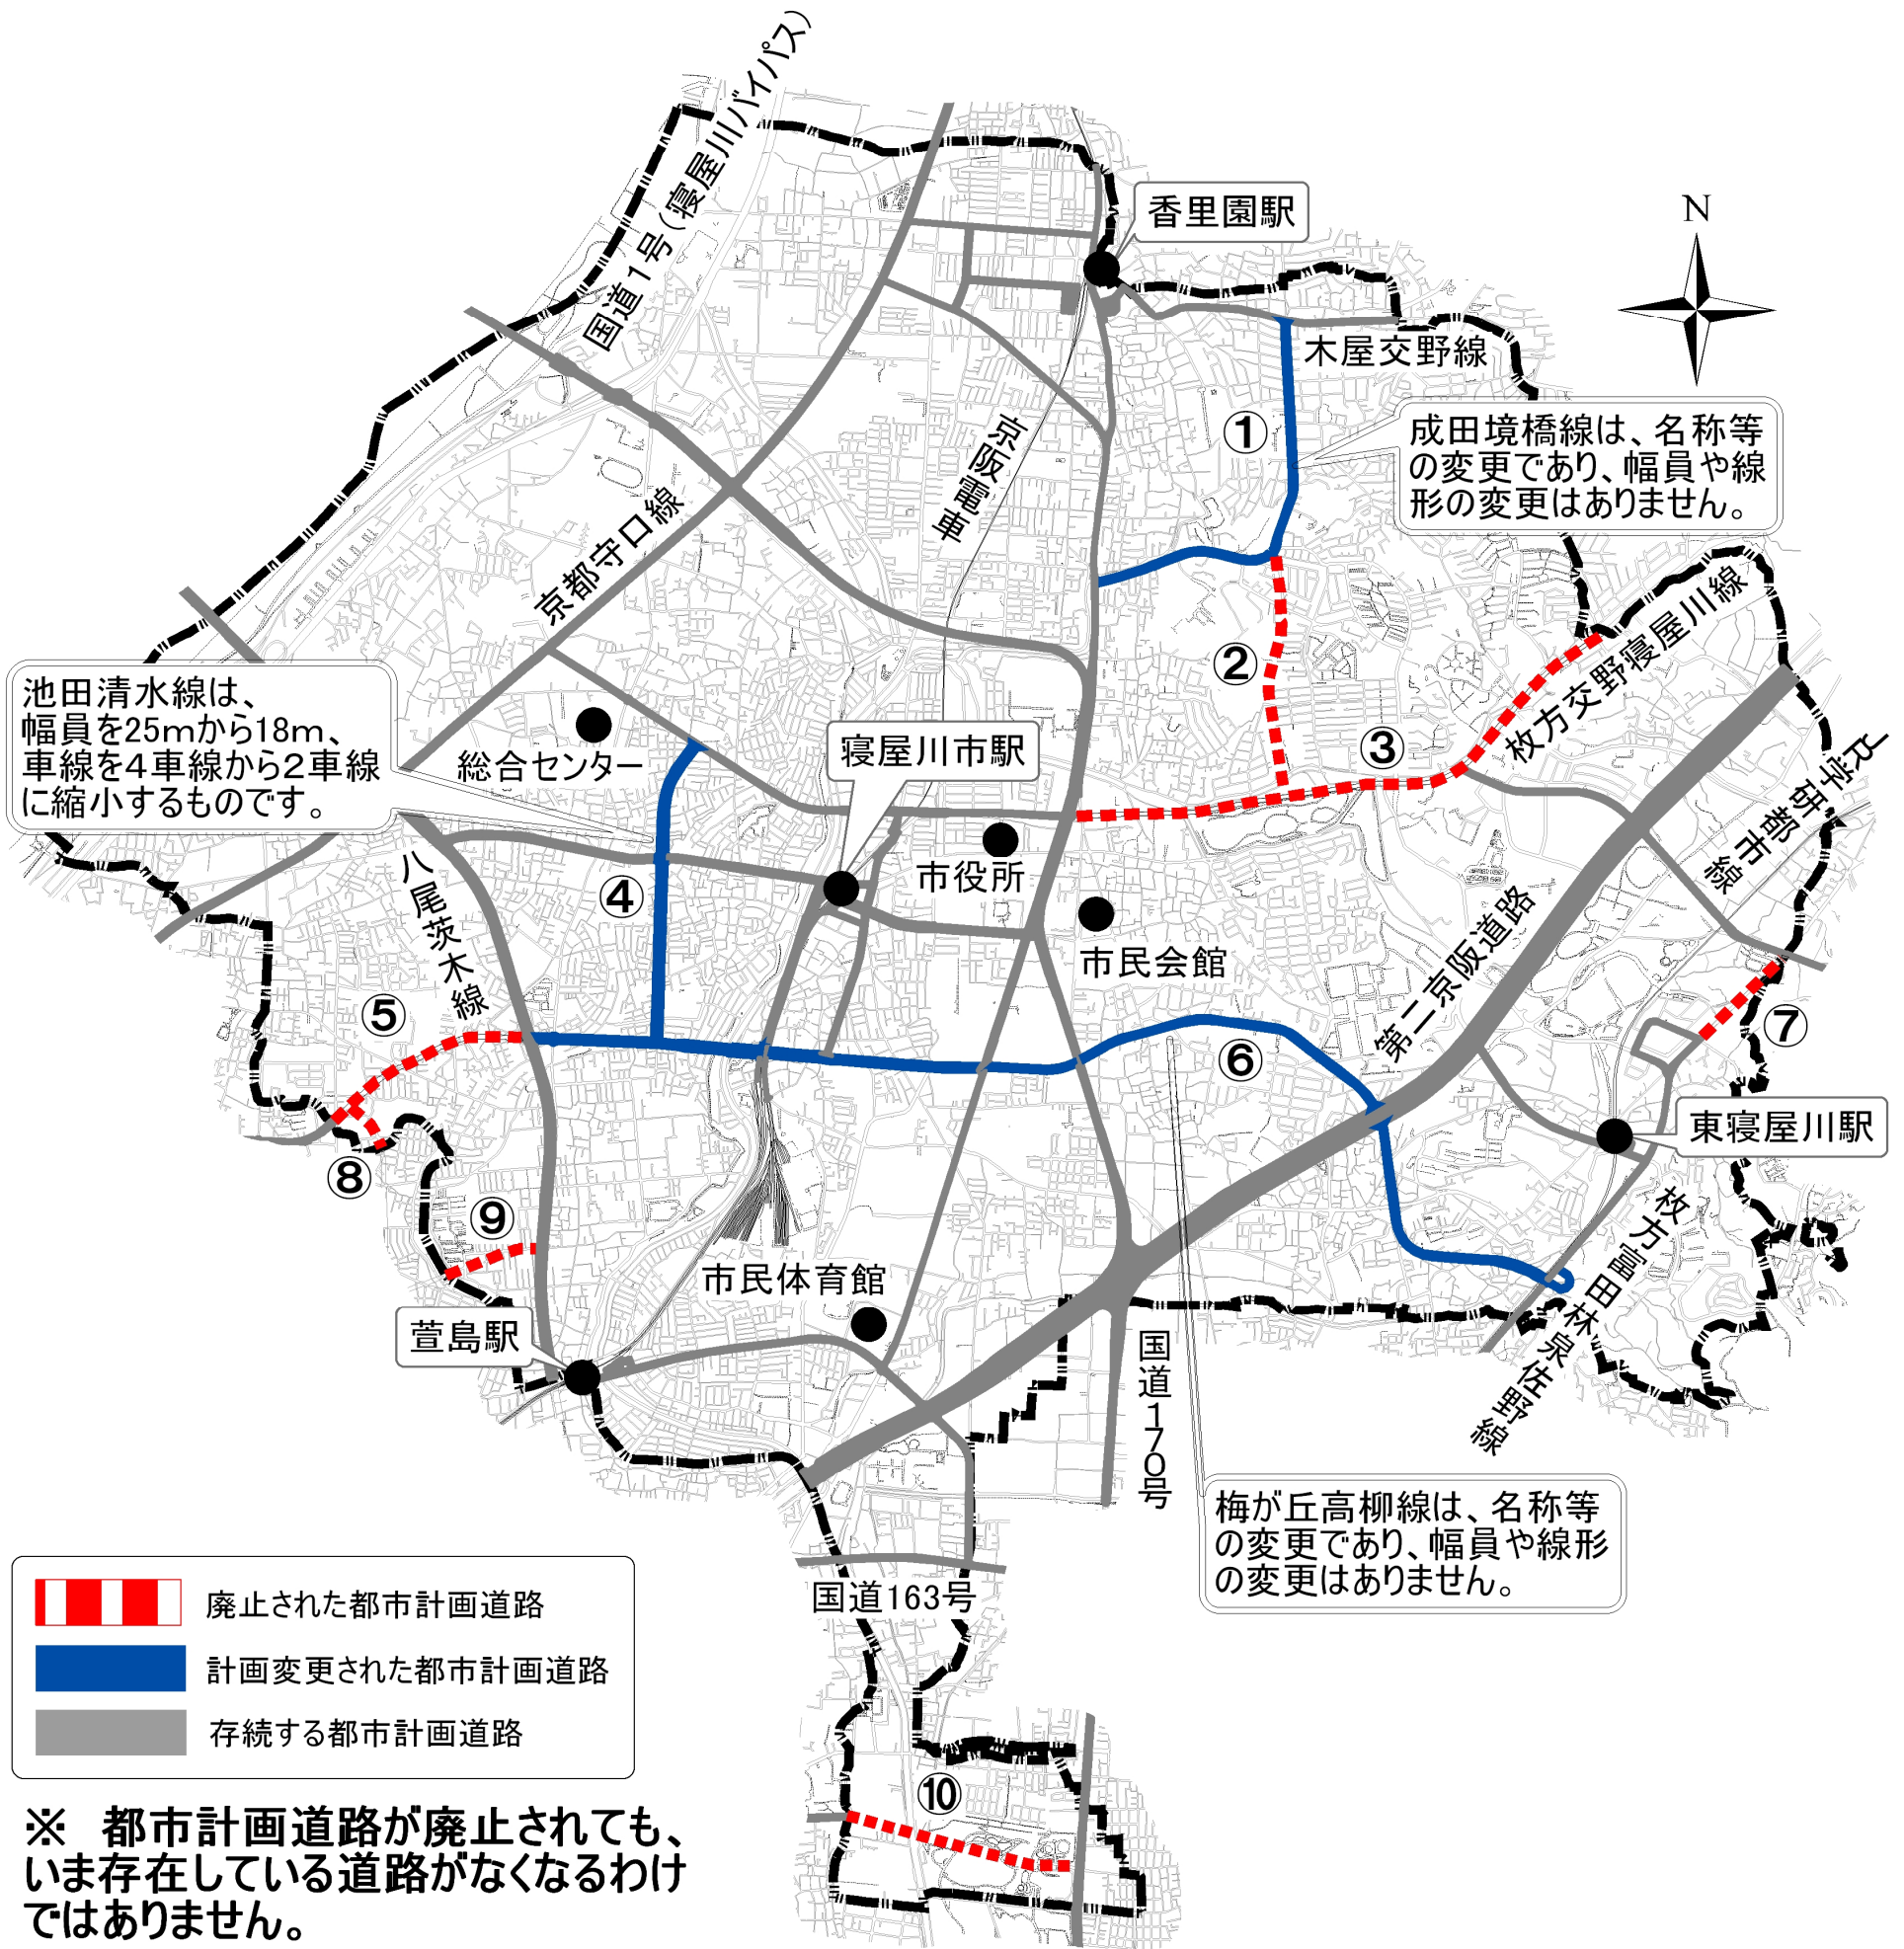 国道1号(寝屋川バイパス)
香里園駅
N
木屋交野線
①
成田境橋線は、名称等
の変更であり、幅員や線
形の変更はありません。
京阪電車
京都守口線
②
枚方交野寝屋川線
③
池田清水線は、
幅員を25mから18m、
車線を4車線から2車線
に縮小するものです。
総合センター
寝屋川市駅
JR学研都市線
八尾茨木線
④
市役所
市民会館
第二京阪道路
⑤
⑥
⑦
東寝屋川駅
⑧
⑨
枚方富田林泉佐野線
市民体育館
萱島駅
国道170号
梅が丘高柳線は、名称等
の変更であり、幅員や線形
の変更はありません。
国道163号
⑩
廃止された都市計画道路
計画変更された都市計画道路
存続する都市計画道路
※ 都市計画道路が廃止されても、
いま存在している道路がなくなるわけ
ではありません。